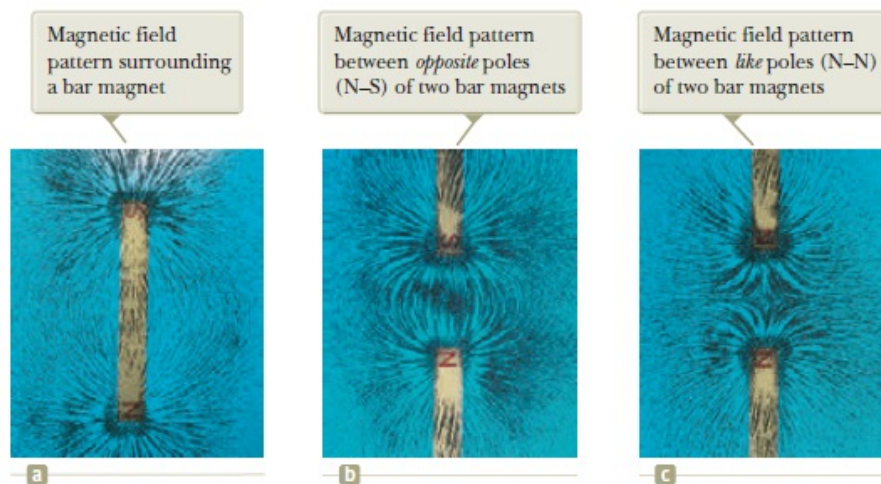 Magnetic field
pattern surrounding
a bar magnet
Magnetic field pattern
between opposite poles
(N–S) of two bar magnets
Magnetic field pattern
between like poles (N–N)
of two bar magnets
S
N
S
N
N
N
a
b
c